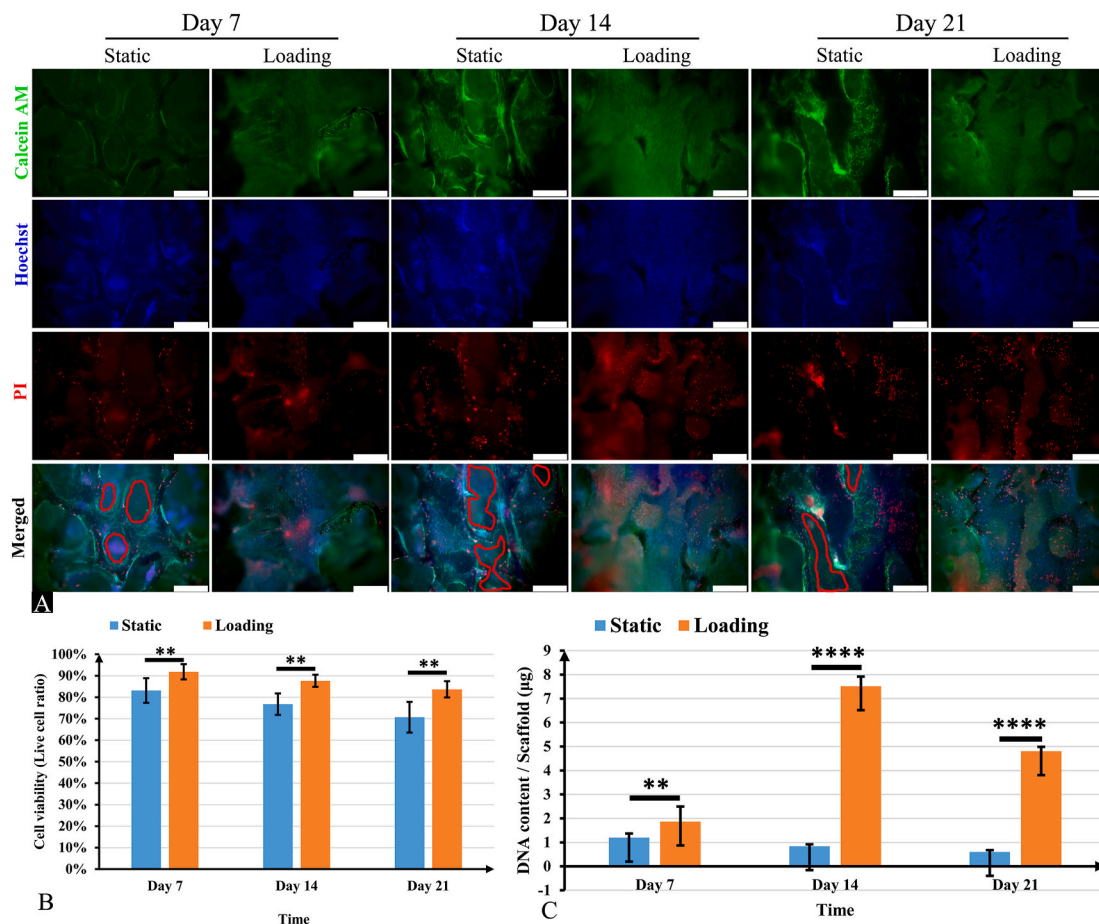 Day 7 Day 14 Day 21
Static Loading Static Loading Static Loading
Calcein AM
Hoechst
PI
Merged
A
Static Loading
Cell viability (Live cell ratio)
100%
90%
80%
70%
60%
50%
40%
30%
20%
10%
0%
** ** **
Day 7 Day 14 Day 21
Time
B
Static Loading
DNA content / Scaffold (μg)
9
8
7
6
5
4
3
2
1
0
-1
** **** ****
Day 7 Day 14 Day 21
Time
C